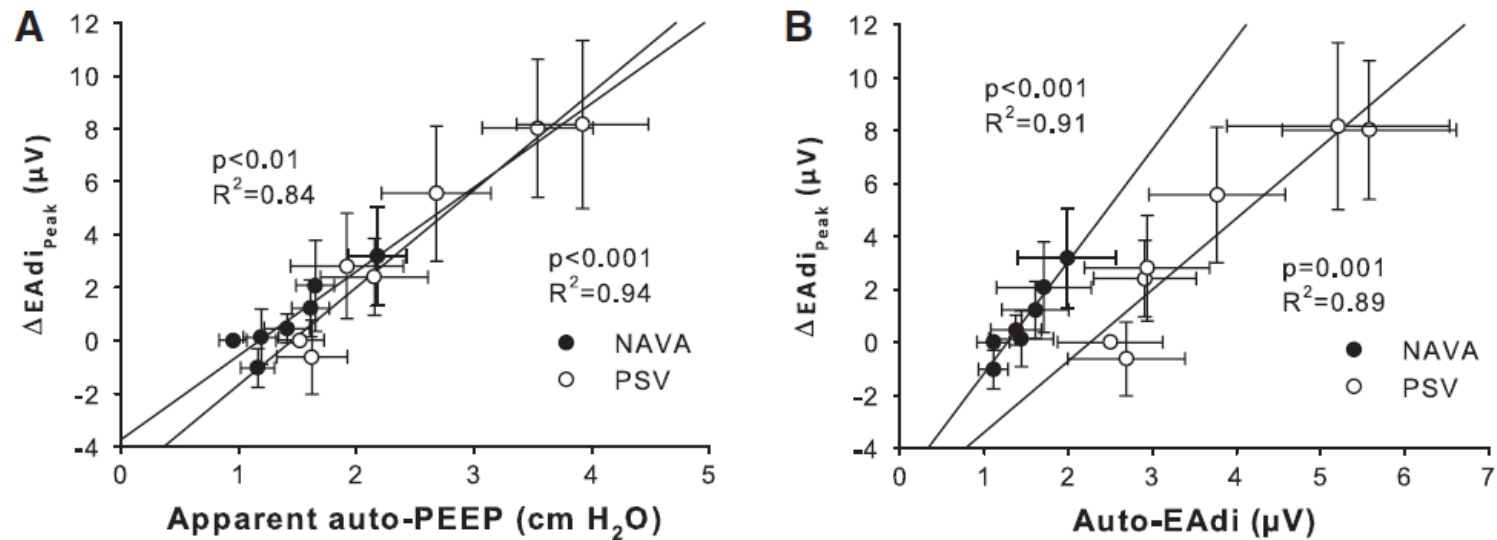 A
ΔEAdiPeak (µV)
12
10
8
6
4
2
0
-2
-4
p<0.01
R²=0.84
p<0.001
R²=0.94
NAVA
PSV
0 1 2 3 4 5
Apparent auto-PEEP (cm H₂O)
B
ΔEAdiPeak (µV)
12
10
8
6
4
2
0
-2
-4
p<0.001
R²=0.91
p=0.001
R²=0.89
NAVA
PSV
0 1 2 3 4 5 6 7
Auto-EAdi (µV)